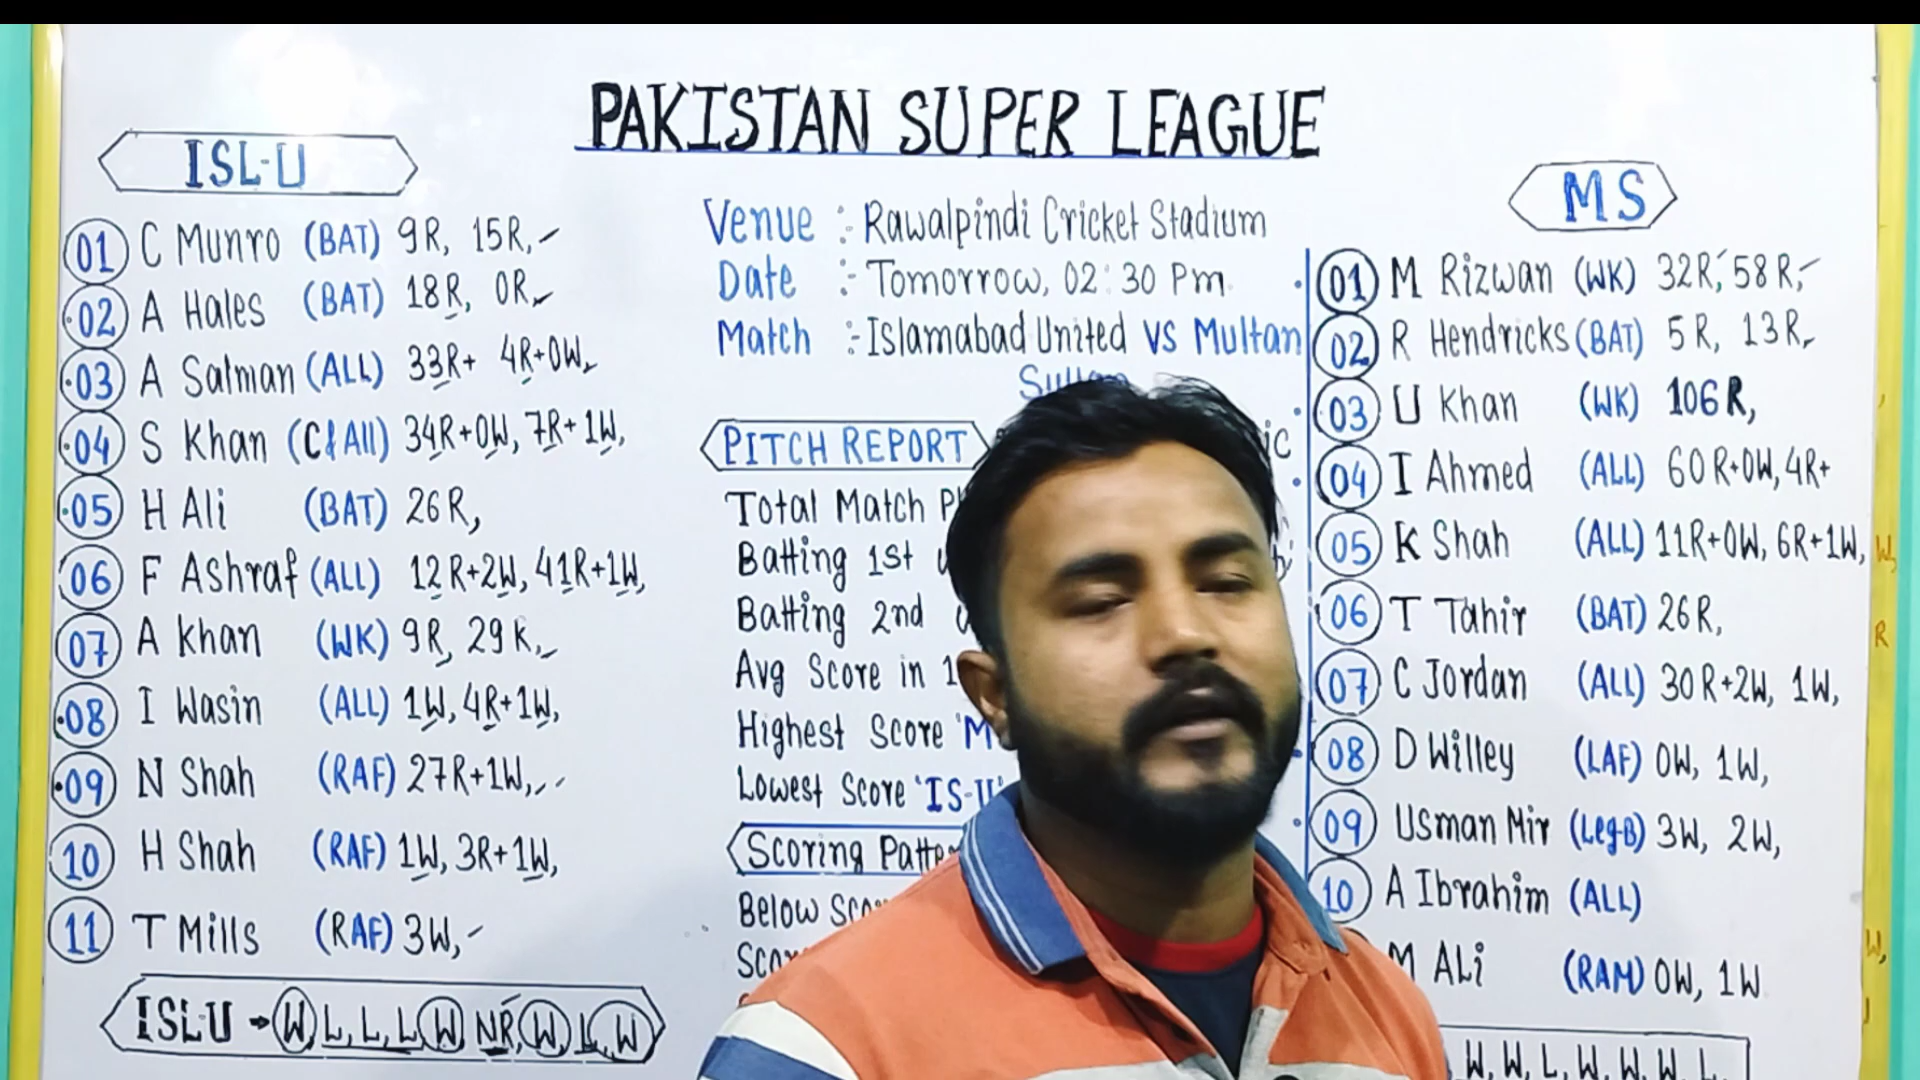 PAKISTAN SUPER LEAGUE
ISL-U
01 C Munro (BAT) 9R, 15R,
02 A Hales (BAT) 18R, 0R,
03 A Salman (ALL) 33R+ 4R+0W,
04 S Khan (C&All) 34R+0W, 7R+1W,
05 H Ali (BAT) 26R,
06 F Ashraf (ALL) 12R+2W, 41R+1W,
07 A Khan (WK) 9R, 29R,
08 I Wasin (ALL) 1W, 4R+1W,
09 N Shah (RAF) 27R+1W,
10 H Shah (RAF) 1W, 3R+1W,
11 T Mills (RAF) 3W,
ISL-U → W L, L, L W NR, W, L, W
Venue : Rawalpindi Cricket Stadium
Date : Tomorrow, 02:30 Pm
Match : Islamabad United VS Multan
PITCH REPORT
Total Match
Batting 1st
Batting 2nd
Avg Score in
Highest Score
Lowest Score 'IS-U'
Scoring
Below
MS
01 M Rizwan (WK) 32R, 58R,
02 R Hendricks (BAT) 5R, 13R,
03 U Khan (WK) 106R,
04 I Ahmed (ALL) 60R+0W, 4R+
05 K Shah (ALL) 11R+0W, 6R+1W,
06 T Tahir (BAT) 26R,
07 C Jordan (ALL) 30R+2W, 1W,
08 D Willey (LAF) 0W, 1W,
09 Usman Mir (Leg-B) 3W, 2W,
10 A Ibrahim (ALL)
M ALi (RAM) 0W, 1W
W, W, L, W, W, W, L,